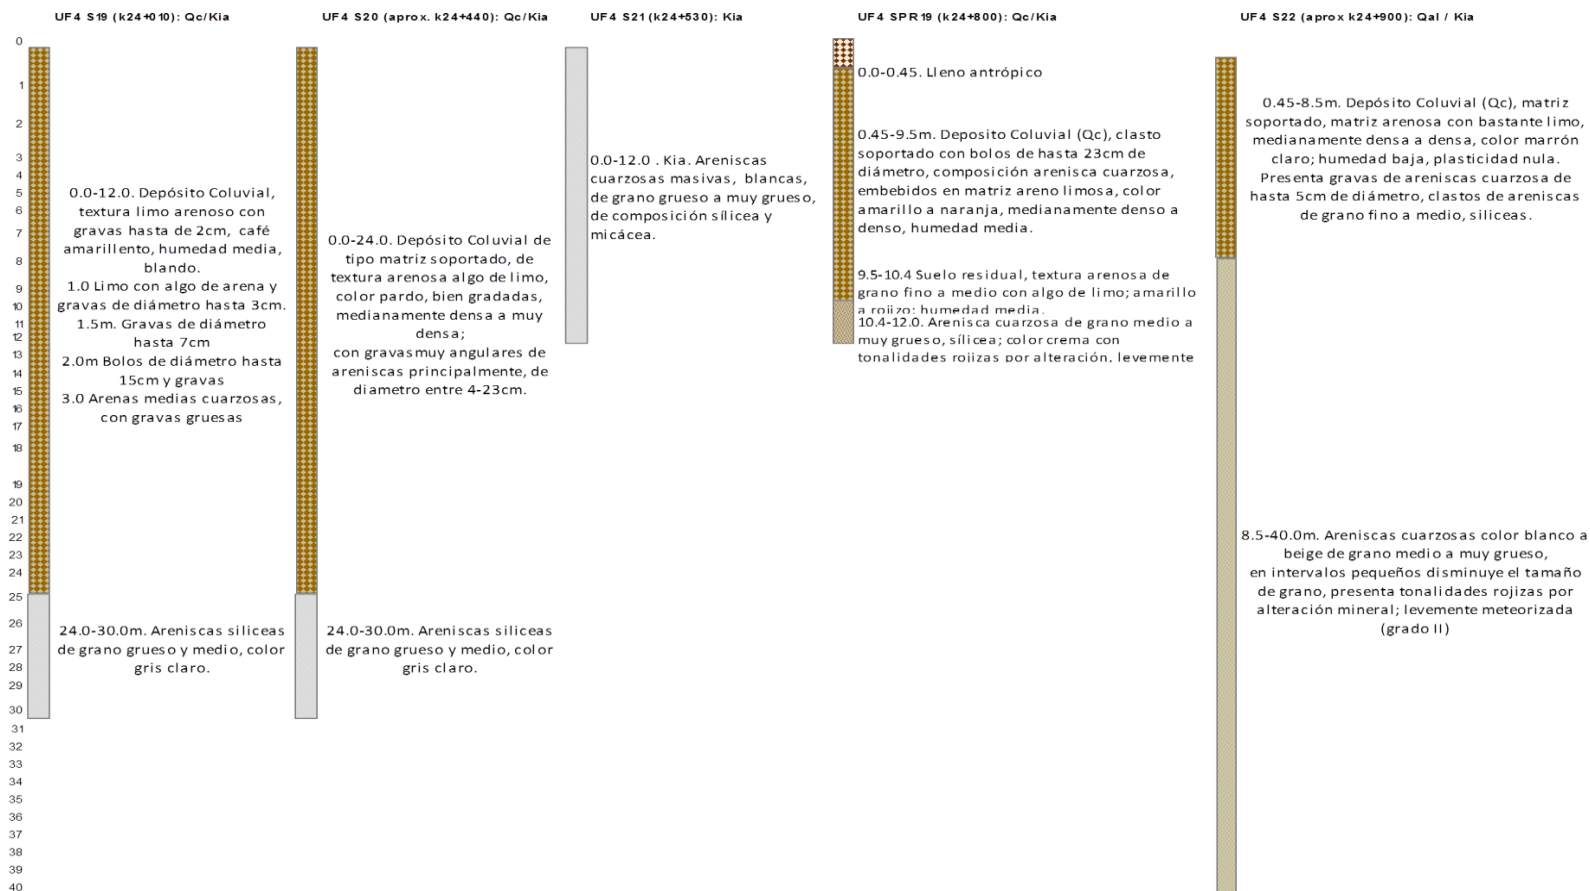 UF4 S19 (k24+010): Qc/Kia
UF4 S20 (aprox. k24+440): Qc/Kia
UF4 S21 (k24+530): Kia
UF4 SPR19 (k24+800): Qc/Kia
UF4 S22 (aprox k24+900): Qal / Kia
0
1
2
3
4
5
6
7
8
9
10
11
12
13
14
15
16
17
18
19
20
21
22
23
24
25
26
27
28
29
30
31
32
33
34
35
36
37
38
39
40
0.0-12.0. Depósito Coluvial,
textura limo arenoso con
gravas hasta de 2cm, café
amarillento, humedad media,
blando.
1.0 Limo con algo de arena y
gravas de diámetro hasta 3cm.
1.5m. Gravas de diámetro
hasta 7cm
2.0m Bolos de diámetro hasta
15cm y gravas
3.0 Arenas medias cuarzosas,
con gravas gruesas
24.0-30.0m. Areniscas siliceas
de grano grueso y medio, color
gris claro.
0.0-24.0. Depósito Coluvial de
tipo matriz soportado, de
textura arenosa algo de limo,
color pardo, bien gradadas,
medianamente densa a muy
densa;
con gravas muy angulares de
areniscas principalmente, de
diametro entre 4-23cm.
24.0-30.0m. Areniscas siliceas
de grano grueso y medio, color
gris claro.
0.0-12.0 . Kia. Areniscas
cuarzosas masivas, blancas,
de grano grueso a muy grueso,
de composición sílicea y
micácea.
0.0-0.45. Lleno antrópico
0.45-9.5m. Deposito Coluvial (Qc), clasto
soportado con bolos de hasta 23cm de
diámetro, composición arenisca cuarzosa,
embebidos en matriz areno limosa, color
amarillo a naranja, medianamente denso a
denso, humedad media.
9.5-10.4 Suelo residual, textura arenosa de
grano fino a medio con algo de limo; amarillo
a rojizo; humedad media.
10.4-12.0. Arenisca cuarzosa de grano medio a
muy grueso, sílicea; color crema con
tonalidades rojizas por alteración, levemente
0.45-8.5m. Depósito Coluvial (Qc), matriz
soportado, matriz arenosa con bastante limo,
medianamente densa a densa, color marrón
claro; humedad baja, plasticidad nula.
Presenta gravas de areniscas cuarzosa de
hasta 5cm de diámetro, clastos de areniscas
de grano fino a medio, siliceas.
8.5-40.0m. Areniscas cuarzosas color blanco a
beige de grano medio a muy grueso,
en intervalos pequeños disminuye el tamaño
de grano, presenta tonalidades rojizas por
alteración mineral; levemente meteorizada
(grado II)